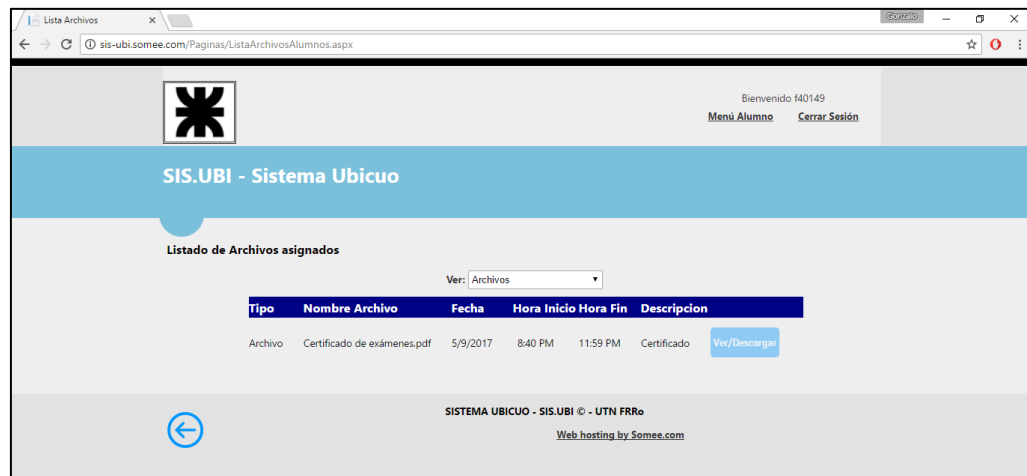 Lista Archivos
Gonzalo
sis-ubi.somee.com/Paginas/ListaArchivosAlumnos.aspx
Bienvenido f40149
Menú Alumno Cerrar Sesión
SIS.UBI - Sistema Ubicuo
Listado de Archivos asignados
Ver: Archivos
Tipo Nombre Archivo Fecha Hora Inicio Hora Fin Descripcion
Archivo Certificado de exámenes.pdf 5/9/2017 8:40 PM 11:59 PM Certificado Ver/Descargar
SISTEMA UBICUO - SIS.UBI © - UTN FRRo
Web hosting by Somee.com